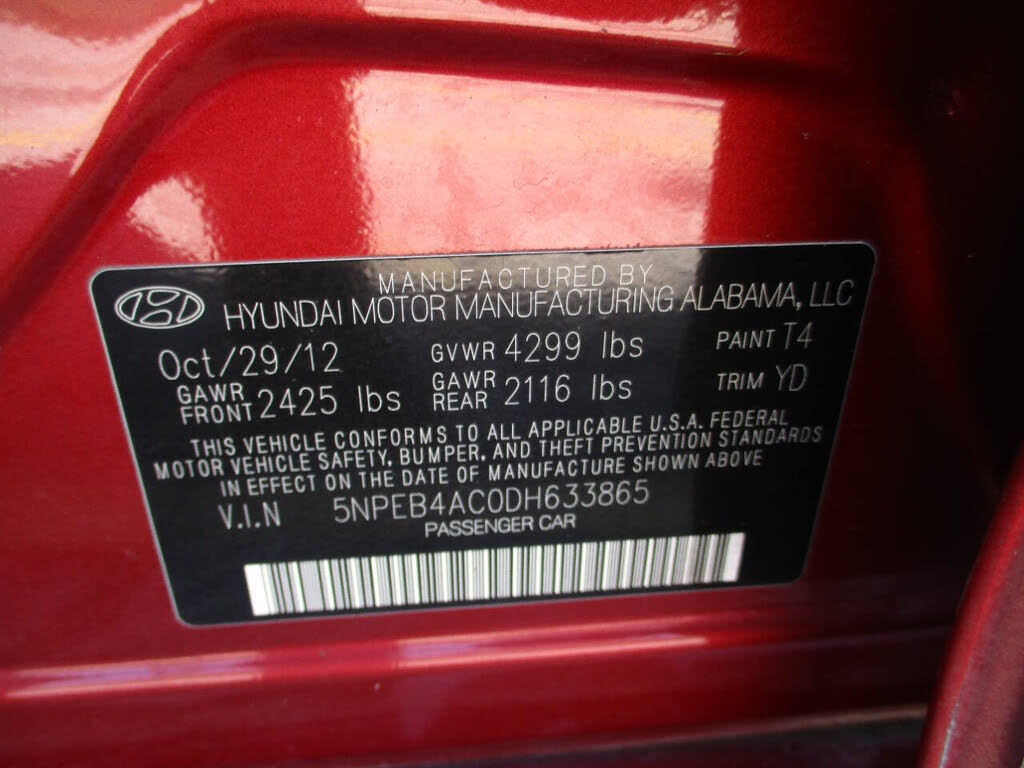 MANUFACTURED BY
HYUNDAI MOTOR MANUFACTURING ALABAMA, LLC
Oct/29/12 GVWR 4299 lbs PAINT T4
GAWR FRONT 2425 lbs GAWR REAR 2116 lbs TRIM YD
THIS VEHICLE CONFORMS TO ALL APPLICABLE U.S.A. FEDERAL
MOTOR VEHICLE SAFETY, BUMPER, AND THEFT PREVENTION STANDARDS
IN EFFECT ON THE DATE OF MANUFACTURE SHOWN ABOVE
V.I.N 5NPEB4AC0DH633865
PASSENGER CAR